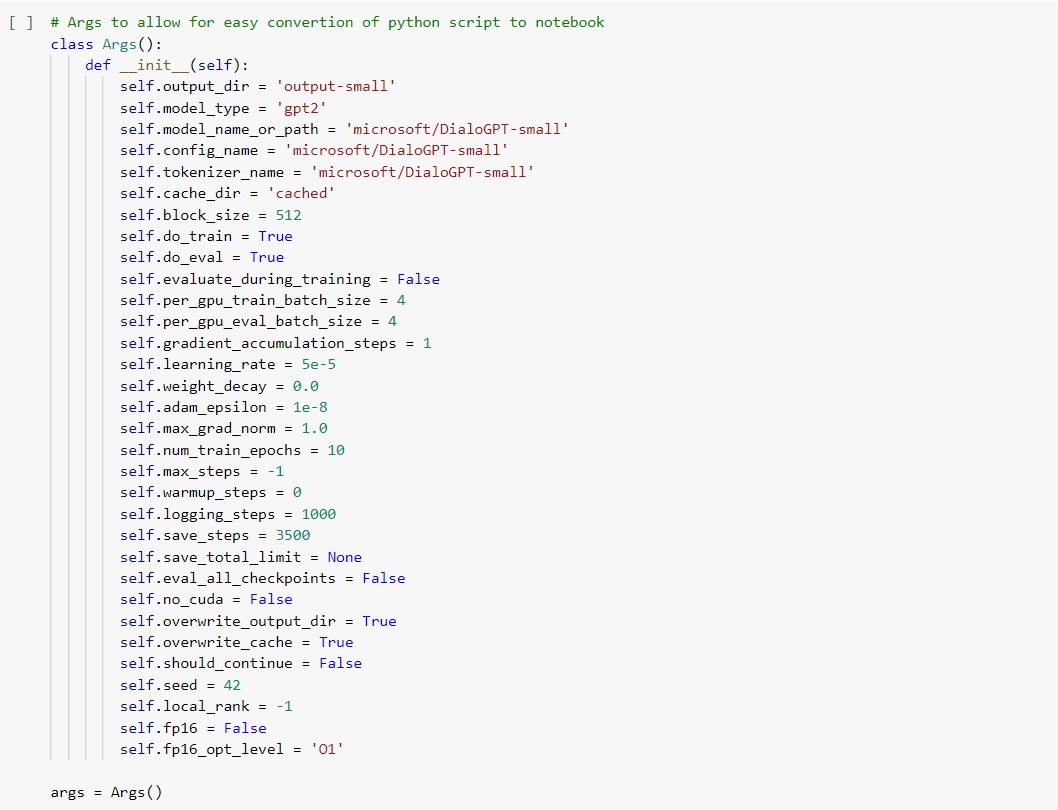 [ ] # Args to allow for easy convertion of python script to notebook
class Args():
    def __init__(self):
        self.output_dir = 'output-small'
        self.model_type = 'gpt2'
        self.model_name_or_path = 'microsoft/DialoGPT-small'
        self.config_name = 'microsoft/DialoGPT-small'
        self.tokenizer_name = 'microsoft/DialoGPT-small'
        self.cache_dir = 'cached'
        self.block_size = 512
        self.do_train = True
        self.do_eval = True
        self.evaluate_during_training = False
        self.per_gpu_train_batch_size = 4
        self.per_gpu_eval_batch_size = 4
        self.gradient_accumulation_steps = 1
        self.learning_rate = 5e-5
        self.weight_decay = 0.0
        self.adam_epsilon = 1e-8
        self.max_grad_norm = 1.0
        self.num_train_epochs = 10
        self.max_steps = -1
        self.warmup_steps = 0
        self.logging_steps = 1000
        self.save_steps = 3500
        self.save_total_limit = None
        self.eval_all_checkpoints = False
        self.no_cuda = False
        self.overwrite_output_dir = True
        self.overwrite_cache = True
        self.should_continue = False
        self.seed = 42
        self.local_rank = -1
        self.fp16 = False
        self.fp16_opt_level = 'O1'
args = Args()